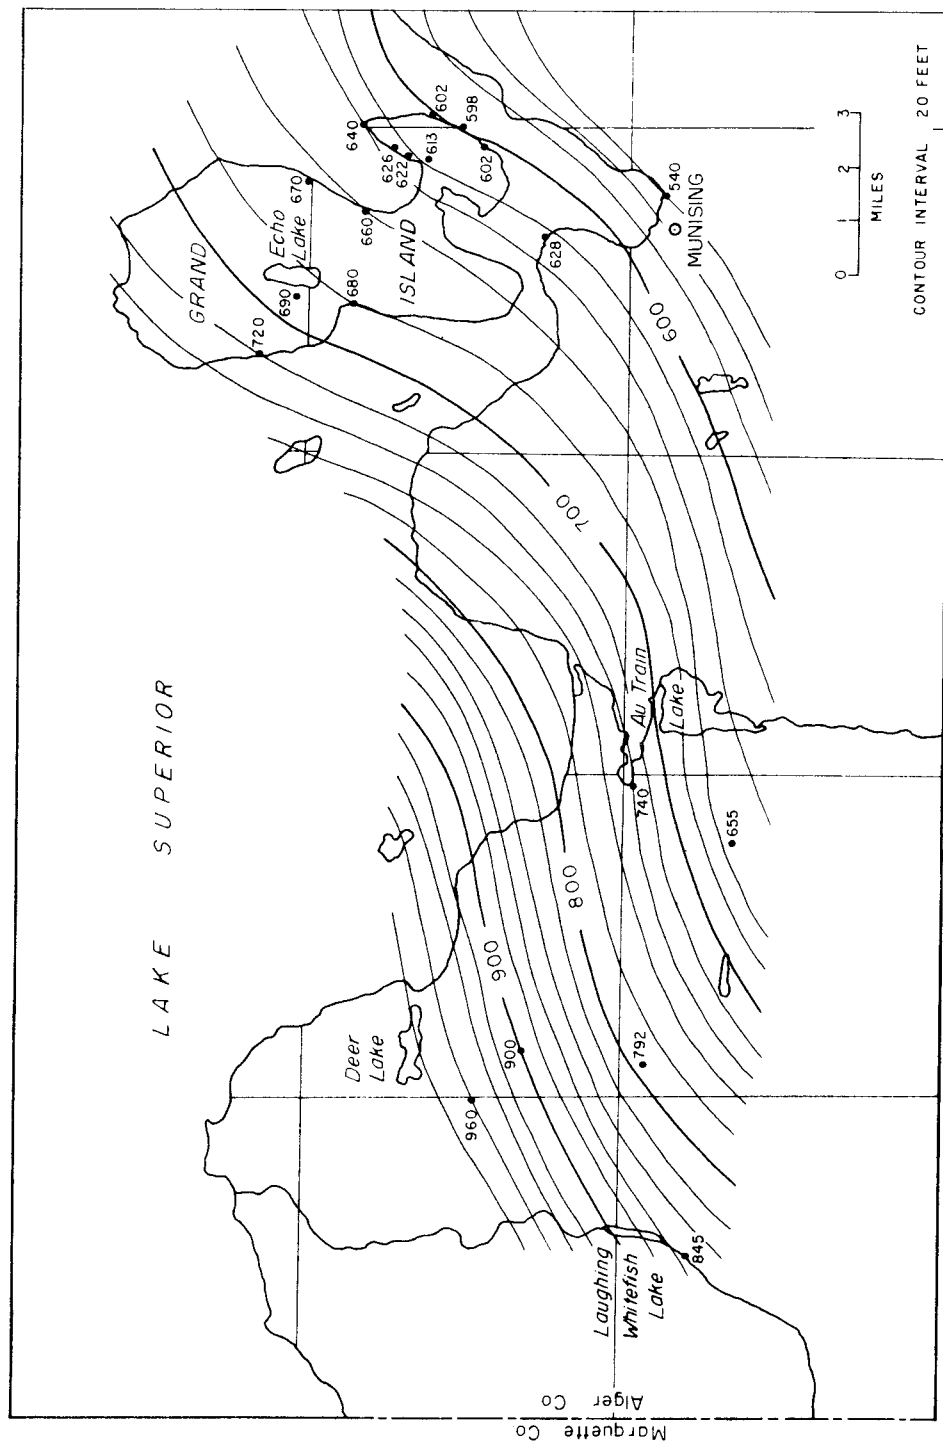 LAKE SUPERIOR
GRAND
ISLAND
Echo
Lake
720
690
670
680
660
640
626
622
613
602
598
602
628
540
MUNISING
600
700
800
900
Au Train
Lake
740
655
792
900
960
845
Deer
Lake
Laughing
Whitefish
Lake
Marquette Co
Alger Co
0 1 2 3
MILES
CONTOUR INTERVAL 20 FEET